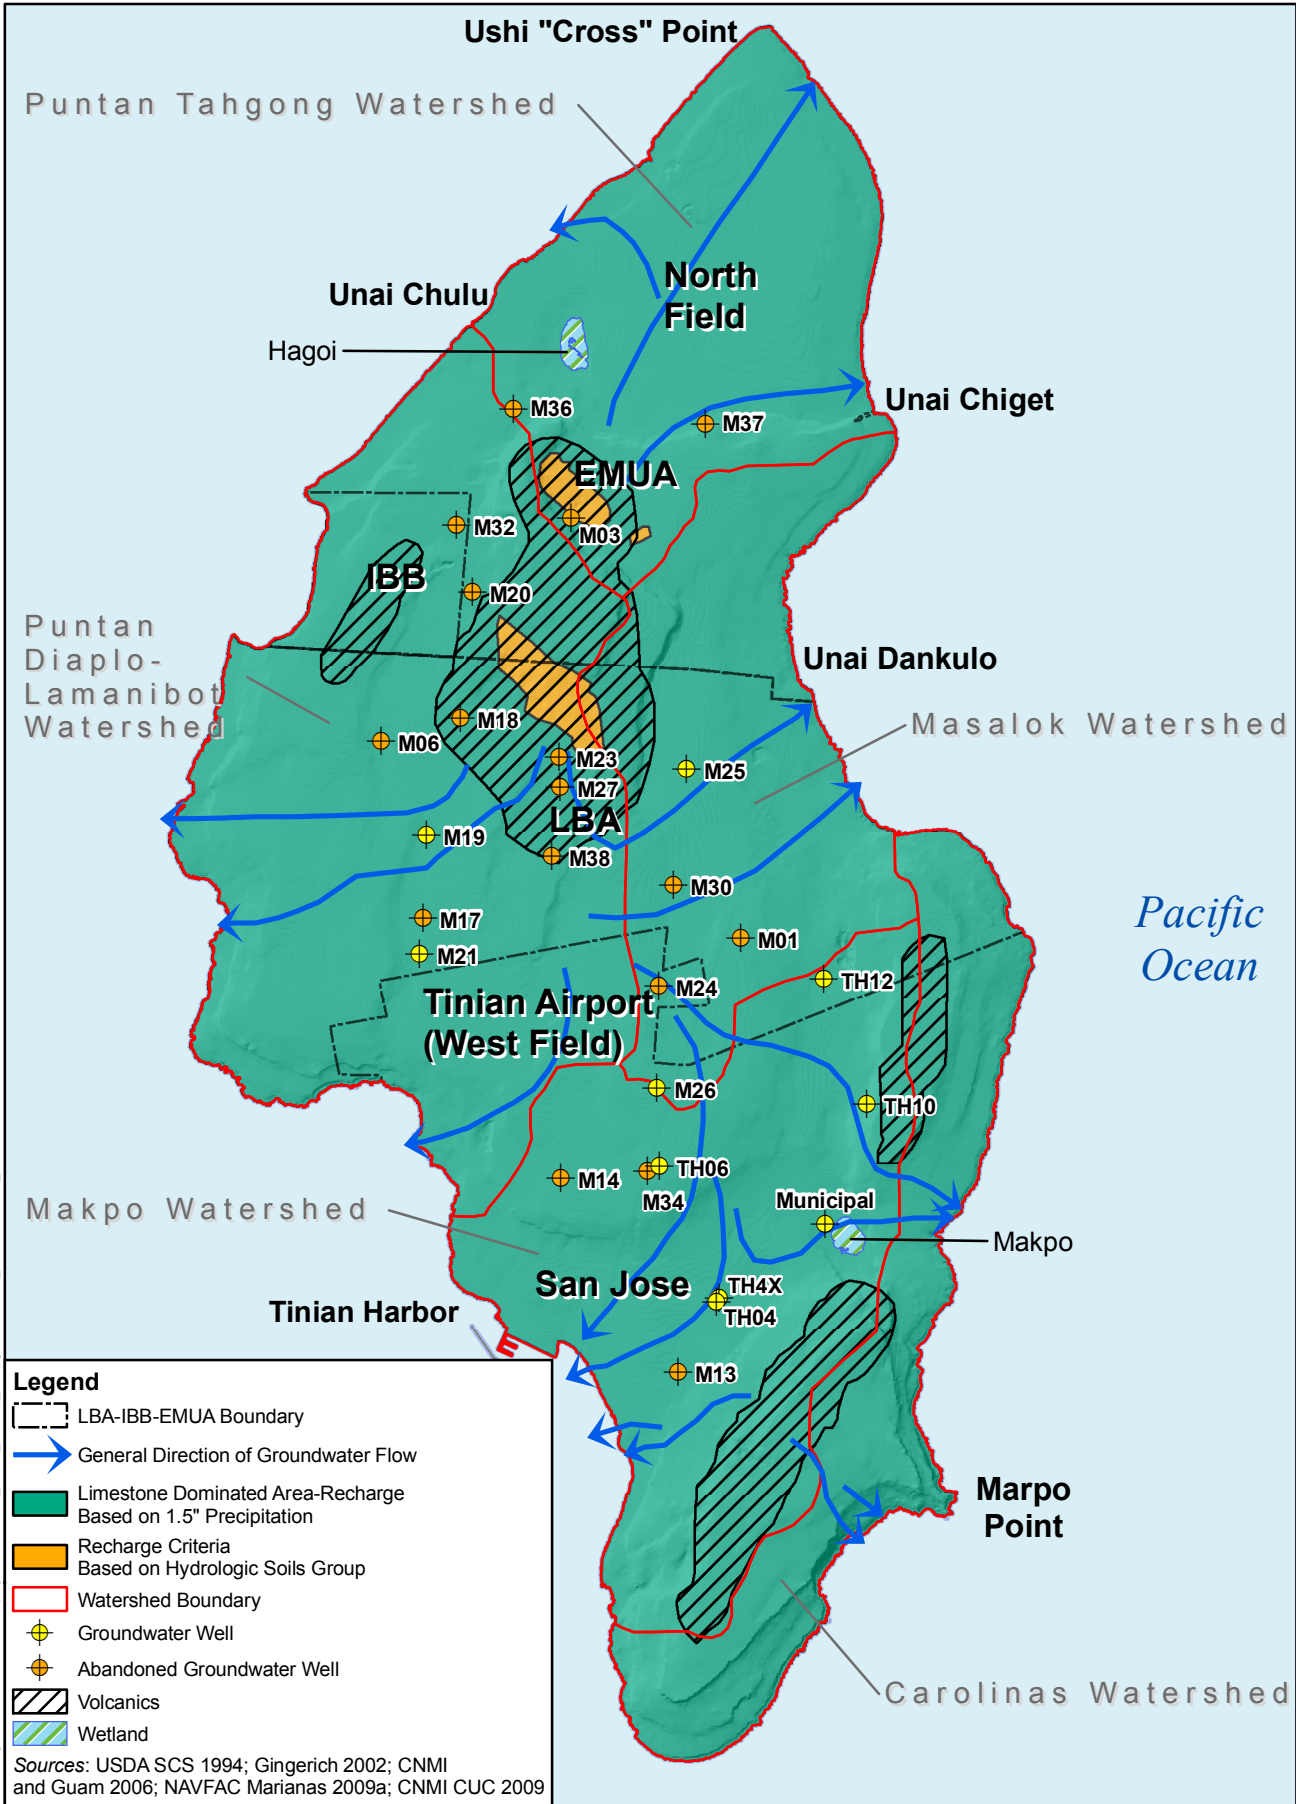 Ushi "Cross" Point
Puntan Tahgong Watershed
North
Field
Unai Chulu
Hagoi
Unai Chiget
M36
M37
EMUA
M03
M32
IBB
M20
Puntan
Diaplo-
Lamanibot
Watershed
Unai Dankulo
Masalok Watershed
M18
M06
M23
M25
M27
LBA
M19
M38
M30
M17
M01
M21
Pacific
Ocean
TH12
M24
Tinian Airport
(West Field)
M26
TH10
TH06
M14
M34
Municipal
Makpo Watershed
Makpo
San Jose
TH4X
TH04
Tinian Harbor
M13
Marpo
Point
Carolinas Watershed
Legend
LBA-IBB-EMUA Boundary
General Direction of Groundwater Flow
Limestone Dominated Area-Recharge
Based on 1.5" Precipitation
Recharge Criteria
Based on Hydrologic Soils Group
Watershed Boundary
Groundwater Well
Abandoned Groundwater Well
Volcanics
Wetland
Sources: USDA SCS 1994; Gingerich 2002; CNMI
and Guam 2006; NAVFAC Marianas 2009a; CNMI CUC 2009